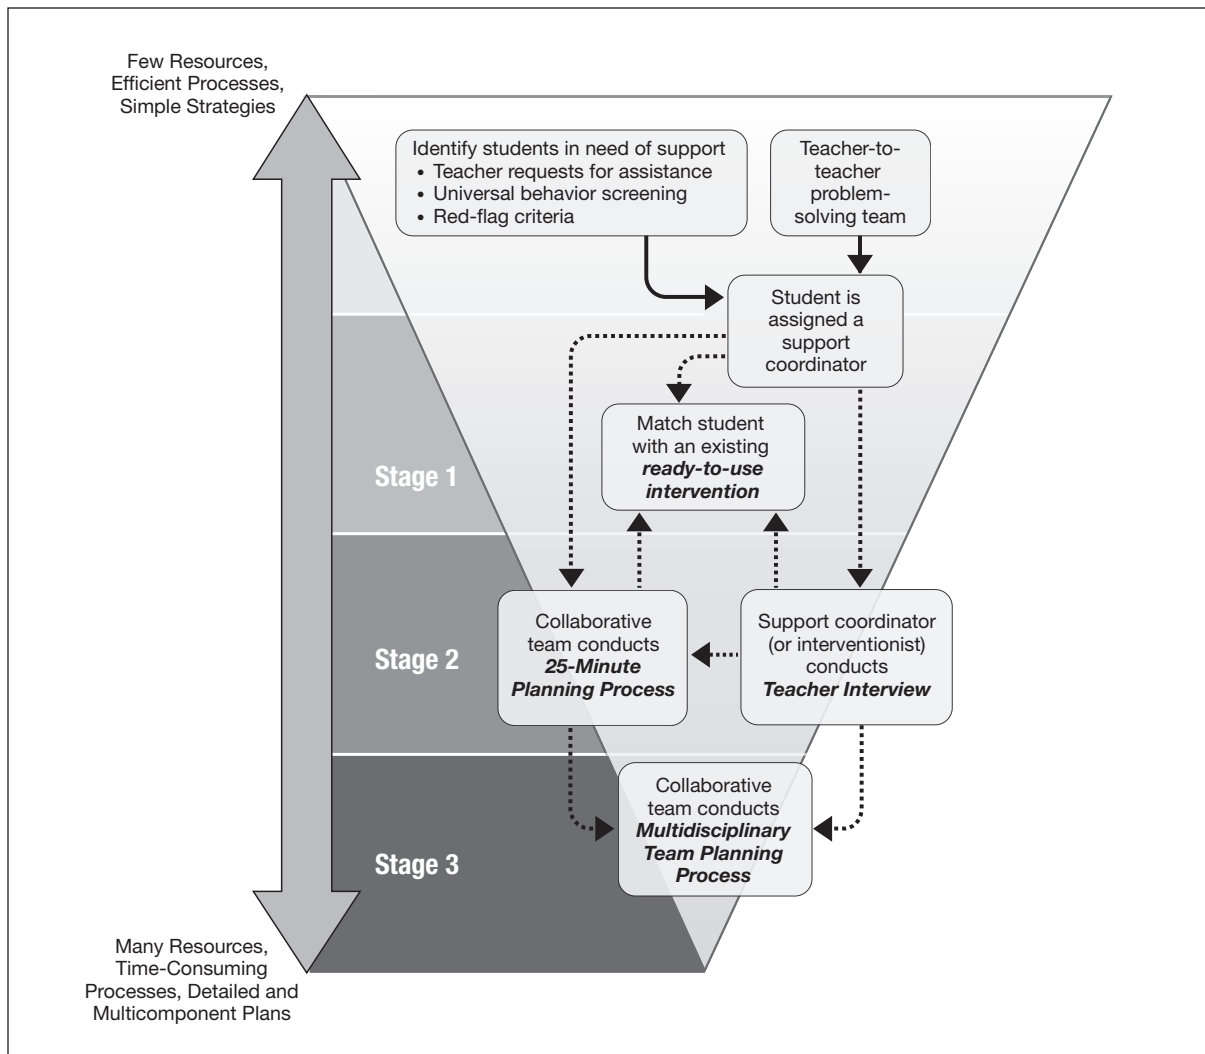 Few Resources,
Efficient Processes,
Simple Strategies
Identify students in need of support
• Teacher requests for assistance
• Universal behavior screening
• Red-flag criteria
Teacher-to-
teacher
problem-
solving team
Student is
assigned a
support
coordinator
Match student
with an existing
ready-to-use
intervention
Stage 1
Collaborative
team conducts
25-Minute
Planning Process
Support coordinator
(or interventionist)
conducts
Teacher Interview
Stage 2
Collaborative
team conducts
Multidisciplinary
Team Planning
Process
Stage 3
Many Resources,
Time-Consuming
Processes, Detailed and
Multicomponent Plans